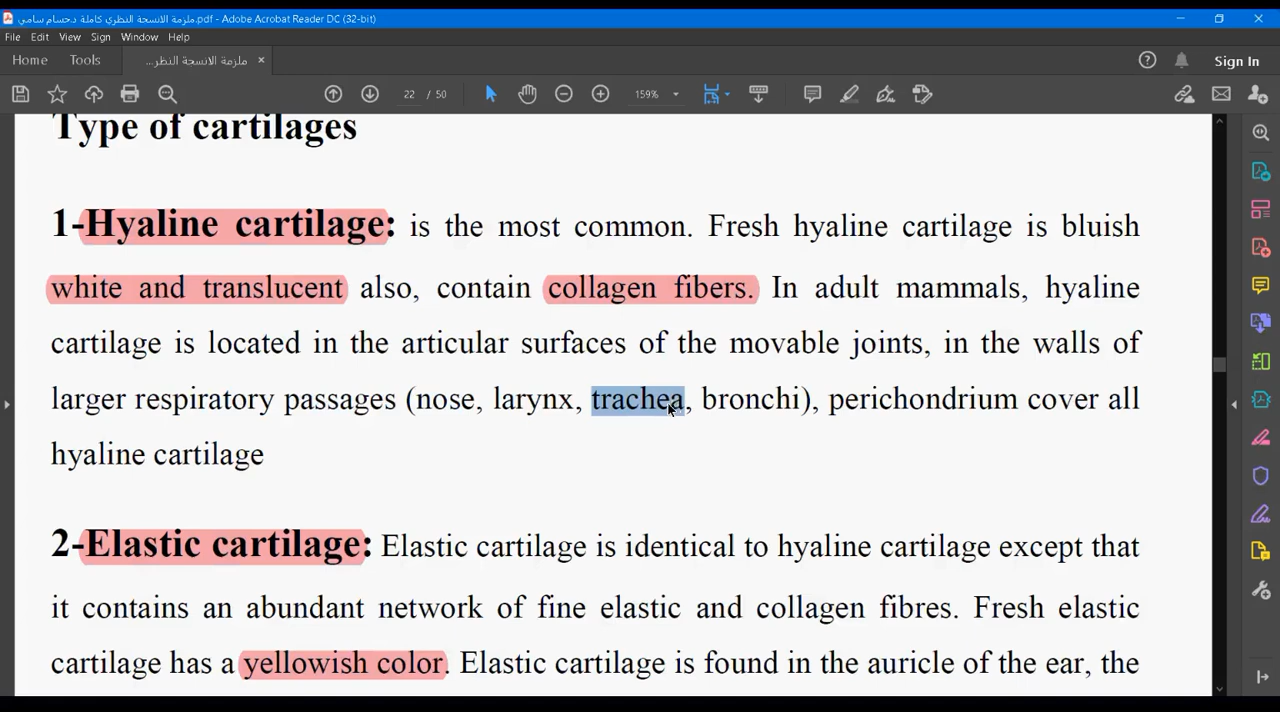 ملزمة الانسجة النظري كاملة د.حسام سامي.pdf - Adobe Acrobat Reader DC (32-bit)
File Edit View Sign Window Help
Home Tools ملزمة الانسجة النظر... × Sign In
22 / 50 159%
Type of cartilages
1-Hyaline cartilage: is the most common. Fresh hyaline cartilage is bluish
white and translucent also, contain collagen fibers. In adult mammals, hyaline
cartilage is located in the articular surfaces of the movable joints, in the walls of
larger respiratory passages (nose, larynx, trachea, bronchi), perichondrium cover all
hyaline cartilage
2-Elastic cartilage: Elastic cartilage is identical to hyaline cartilage except that
it contains an abundant network of fine elastic and collagen fibres. Fresh elastic
cartilage has a yellowish color. Elastic cartilage is found in the auricle of the ear, the